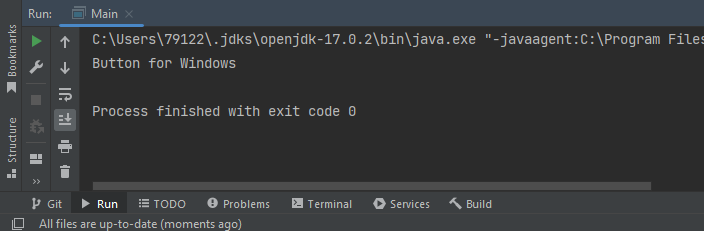 Run: Main
C:\Users\79122\.jdks\openjdk-17.0.2\bin\java.exe "-javaagent:C:\Program Files
Button for Windows
Process finished with exit code 0
Bookmarks
Structure
Git Run TODO Problems Terminal Services Build
All files are up-to-date (moments ago)